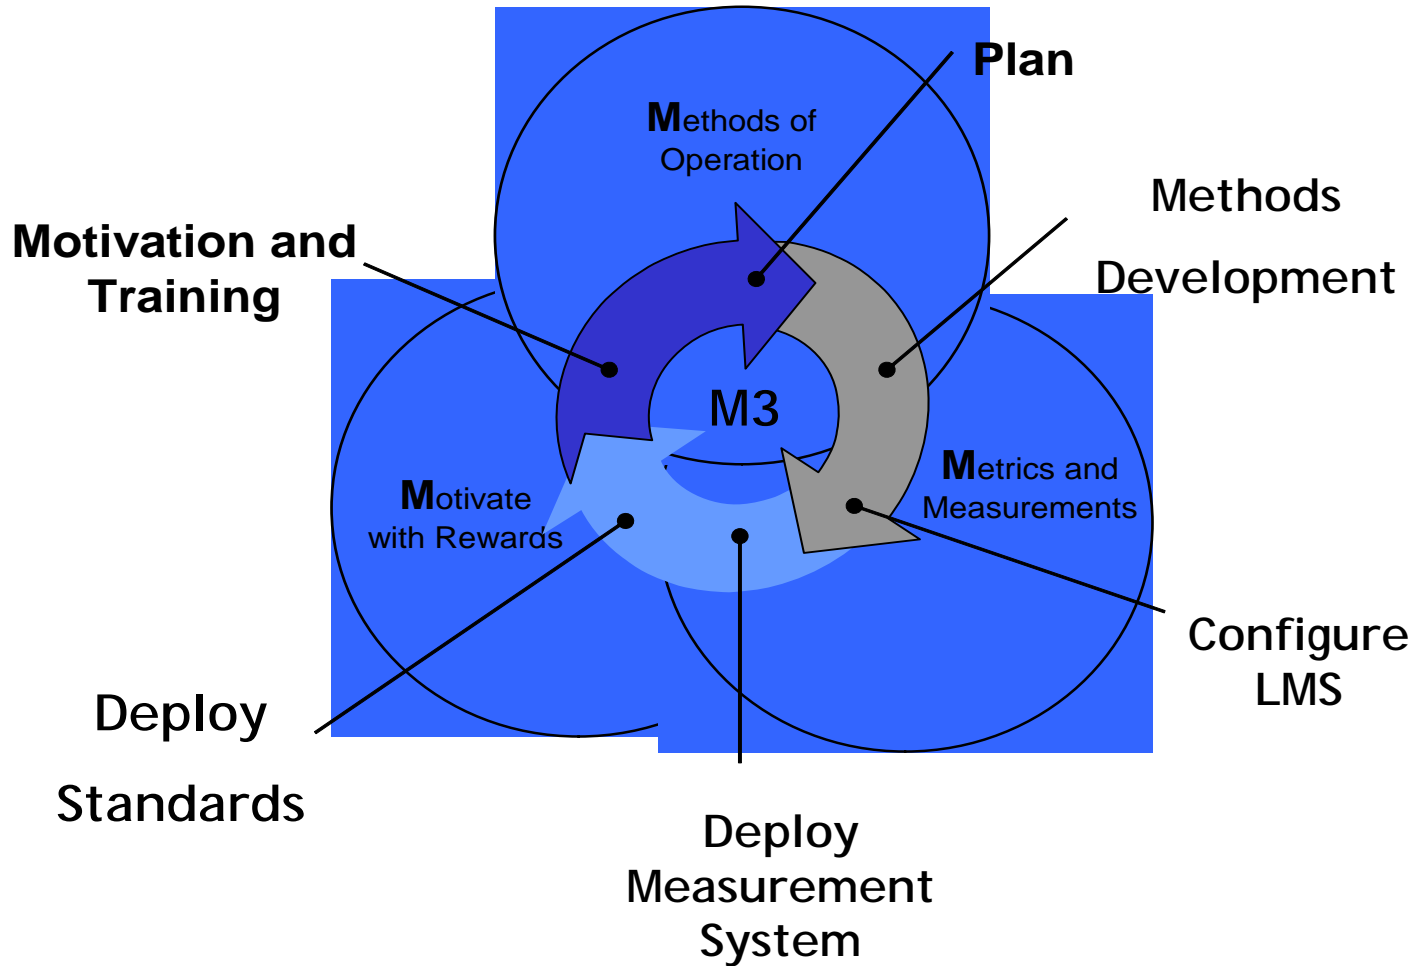 Plan
Methods of
Operation
Methods
Development
Motivation and
Training
M3
Metrics and
Measurements
Motivate
with Rewards
Configure
LMS
Deploy
Standards
Deploy
Measurement
System